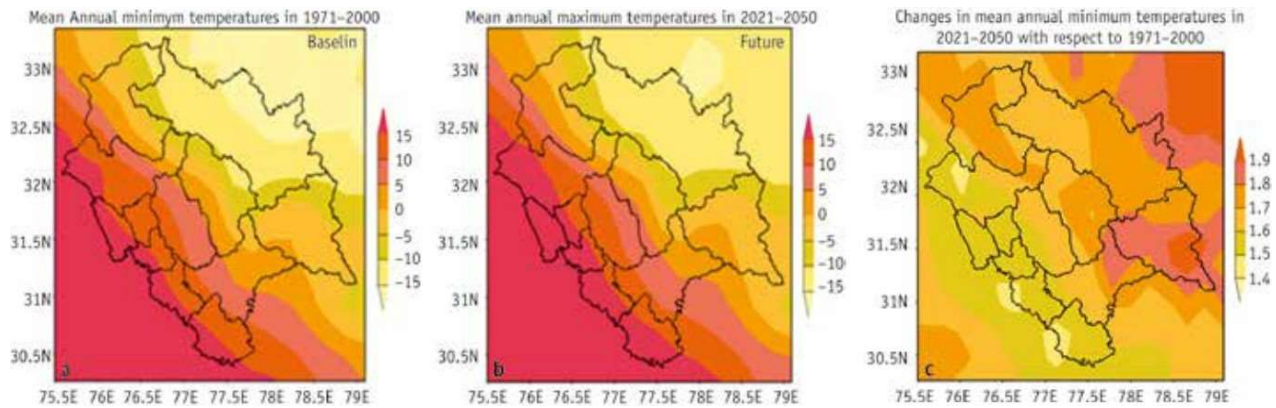 Mean Annual minimym temperatures in 1971–2000
Baselin
33N
32.5N
32N
31.5N
31N
30.5N
a
75.5E 76E 76.5E 77E 77.5E 78E 78.5E 79E
15
10
5
0
−5
−10
−15
Mean annual maximum temperatures in 2021–2050
Future
33N
32.5N
32N
31.5N
31N
30.5N
b
75.5E 76E 76.5E 77E 77.5E 78E 78.5E 79E
15
10
5
0
−5
−10
−15
Changes in mean annual minimum temperatures in
2021–2050 with respect to 1971–2000
33N
32.5N
32N
31.5N
31N
30.5N
c
75.5E 76E 76.5E 77E 77.5E 78E 78.5E 79E
1.9
1.8
1.7
1.6
1.5
1.4